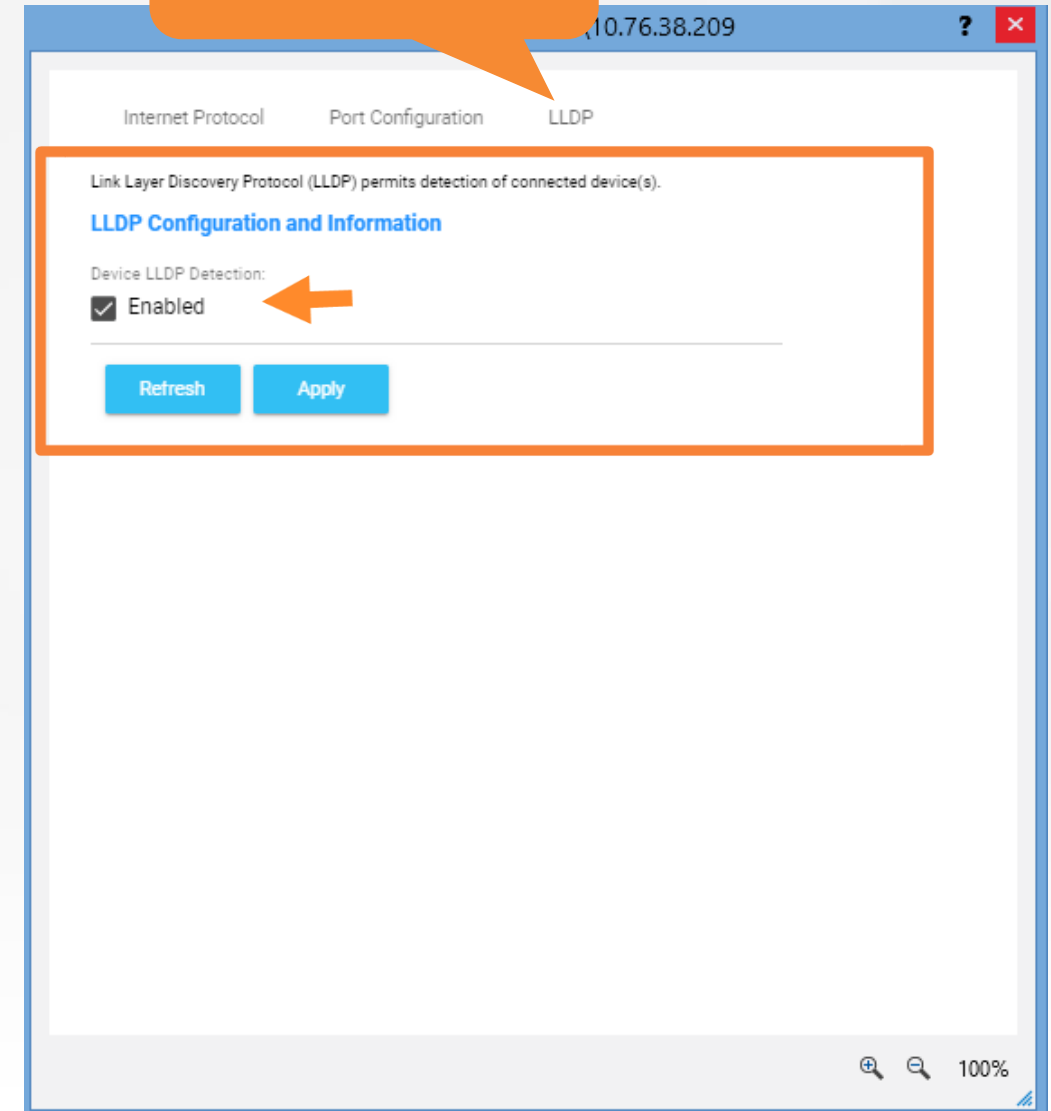 (10.76.38.209 ?
Internet Protocol Port Configuration LLDP
Link Layer Discovery Protocol (LLDP) permits detection of connected device(s).
LLDP Configuration and Information
Device LLDP Detection:
Enabled
Refresh Apply
100%